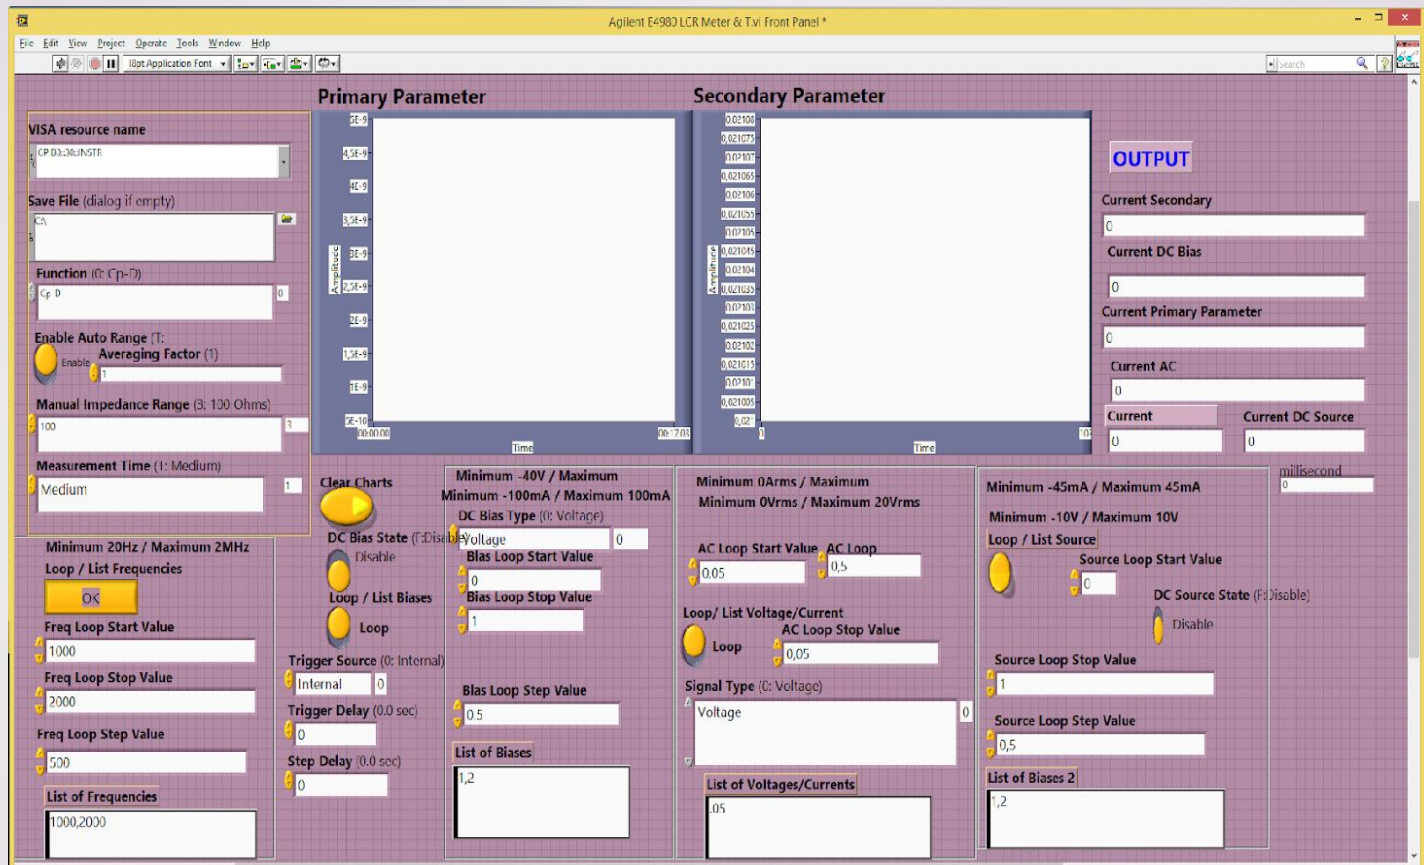 Agilent E4980 LCR Meter & T.vi Front Panel *
File Edit View Project Operate Tools Window Help
18pt Application Font
search
Primary Parameter
Secondary Parameter
VISA resource name
Save File (dialog if empty)
C:\
Function (0: Cp-D)
Cp-D
0
Enable Auto Range (T:
Enable
Averaging Factor (1)
1
Manual Impedance Range (3: 100 Ohms)
100
3
Measurement Time (1: Medium)
Medium
1
5E-9
4,5E-9
4E-9
3,5E-9
3E-9
2,5E-9
2E-9
1,5E-9
1E-9
5E-10
Amplitude
00:00:00
00:17:03
Time
0,02108
0,021075
0,02107
0,021065
0,02106
0,021055
0,02105
0,021045
0,02104
0,021035
0,02103
0,021025
0,02102
0,021015
0,02101
0,021005
0,021
Amplitude
Time
OUTPUT
Current Secondary
0
Current DC Bias
0
Current Primary Parameter
0
Current AC
0
Current
0
Current DC Source
0
millisecond
0
Minimum 20Hz / Maximum 2MHz
Loop / List Frequencies
OK
Freq Loop Start Value
1000
Freq Loop Stop Value
2000
Freq Loop Step Value
500
List of Frequencies
1000,2000
Clear Charts
DC Bias State (F:Disable)
Disable
Loop / List Biases
Loop
Trigger Source (0: Internal)
Internal
0
Trigger Delay (0.0 sec)
0
Step Delay (0.0 sec)
0
Minimum -40V / Maximum
Minimum -100mA / Maximum 100mA
DC Bias Type (0: Voltage)
Voltage
0
Bias Loop Start Value
0
Bias Loop Stop Value
1
Bias Loop Step Value
0.5
List of Biases
1,2
Minimum 0Arms / Maximum
Minimum 0Vrms / Maximum 20Vrms
AC Loop Start Value
0.05
AC Loop
0,5
Loop/ List Voltage/Current
Loop
AC Loop Stop Value
0,05
Signal Type (0: Voltage)
Voltage
0
List of Voltages/Currents
.05
Minimum -45mA / Maximum 45mA
Minimum -10V / Maximum 10V
Loop / List Source
Source Loop Start Value
0
DC Source State (F:Disable)
Disable
Source Loop Stop Value
1
Source Loop Step Value
0,5
List of Biases 2
1,2